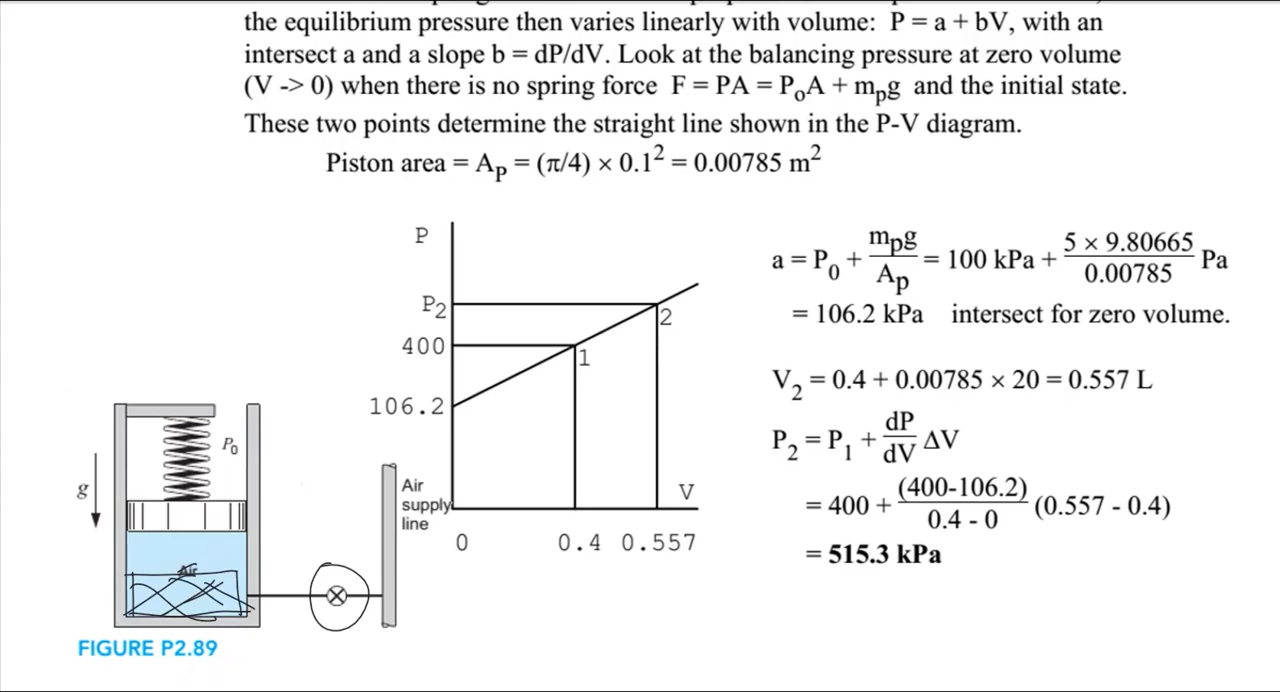 the equilibrium pressure then varies linearly with volume: P = a + bV, with an
intersect a and a slope b = dP/dV. Look at the balancing pressure at zero volume
(V -> 0) when there is no spring force F = PA = PoA + mpg and the initial state.
These two points determine the straight line shown in the P-V diagram.
Piston area = Ap = (π/4) × 0.1² = 0.00785 m²
P
P2
400
106.2
2
1
V
0
0.4
0.557
a = P0 + mpg/Ap = 100 kPa + (5 × 9.80665)/0.00785 Pa
= 106.2 kPa intersect for zero volume.
V2 = 0.4 + 0.00785 × 20 = 0.557 L
P2 = P1 + dP/dV ΔV
= 400 + (400-106.2)/(0.4 - 0) (0.557 - 0.4)
= 515.3 kPa
P0
g
Air
Air
supply
line
FIGURE P2.89